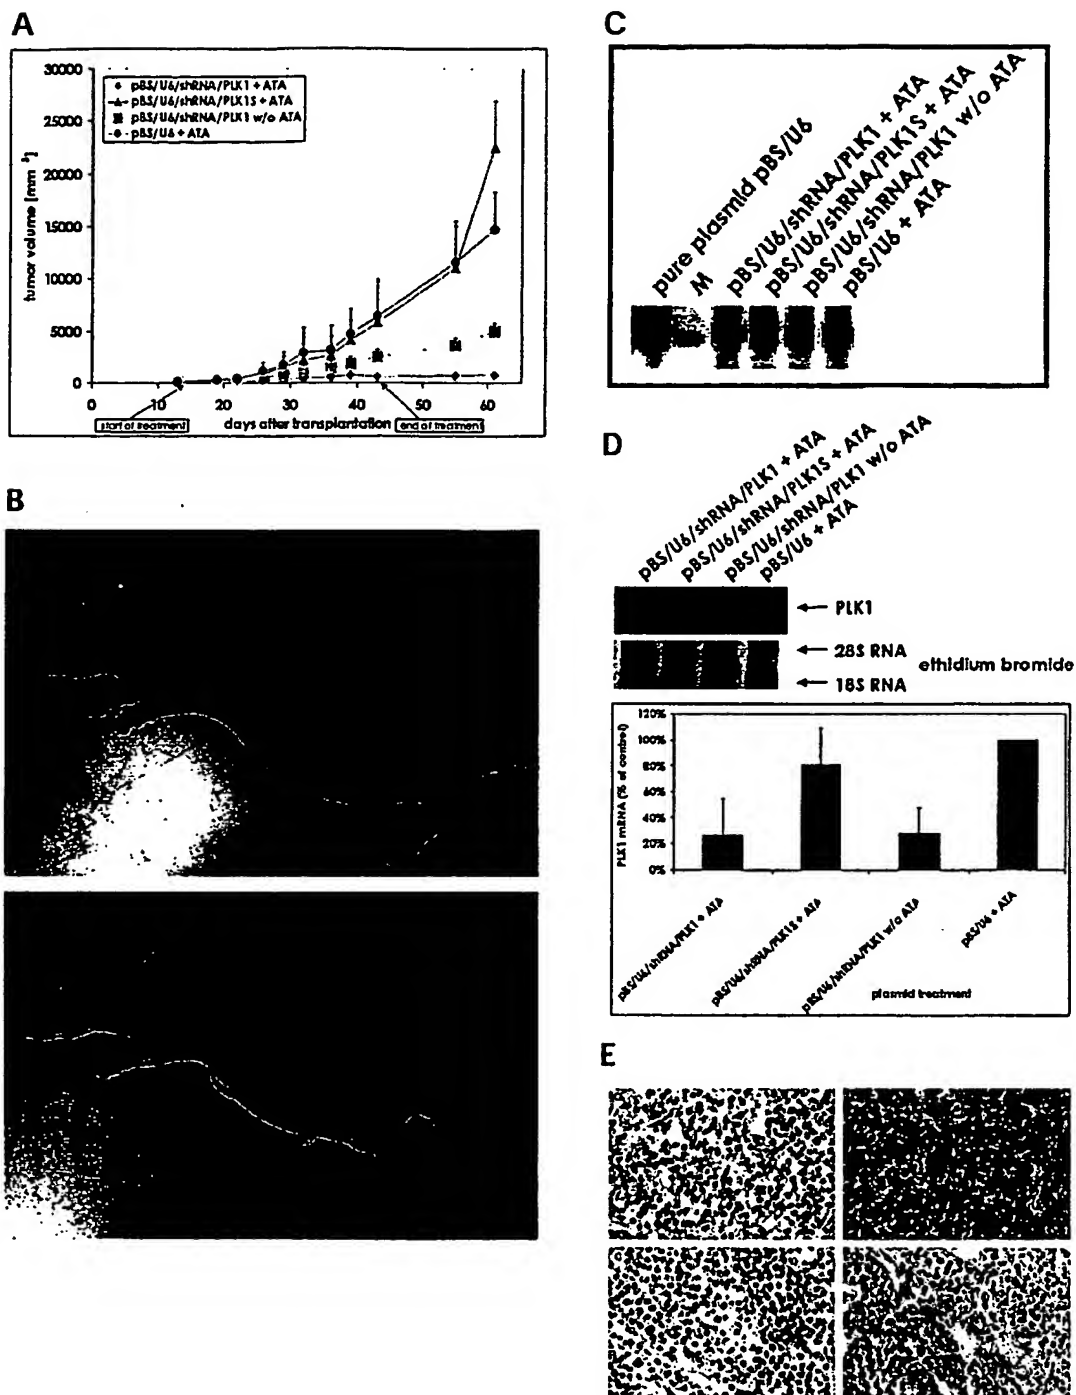 A
30000
25000
20000
15000
10000
5000
0
tumor volume [mm³]
pBS/U6/shRNA/PLK1 + ATA
pBS/U6/shRNA/PLK1S + ATA
pBS/U6/shRNA/PLK1 w/o ATA
pBS/U6 + ATA
0 10 20 30 40 50 60
start of treatment
days after transplantation
end of treatment
B
C
pure plasmid pBS/U6
M
pBS/U6/shRNA/PLK1 + ATA
pBS/U6/shRNA/PLK1S + ATA
pBS/U6/shRNA/PLK1 w/o ATA
pBS/U6 + ATA
D
pBS/U6/shRNA/PLK1 + ATA
pBS/U6/shRNA/PLK1S + ATA
pBS/U6/shRNA/PLK1 w/o ATA
pBS/U6 + ATA
PLK1
28S RNA
ethidium bromide
18S RNA
120%
100%
80%
60%
40%
20%
0%
PLK1 mRNA (% of control)
pBS/U6/shRNA/PLK1 + ATA
pBS/U6/shRNA/PLK1S + ATA
pBS/U6/shRNA/PLK1 w/o ATA
pBS/U6 + ATA
plasmid treatment
E